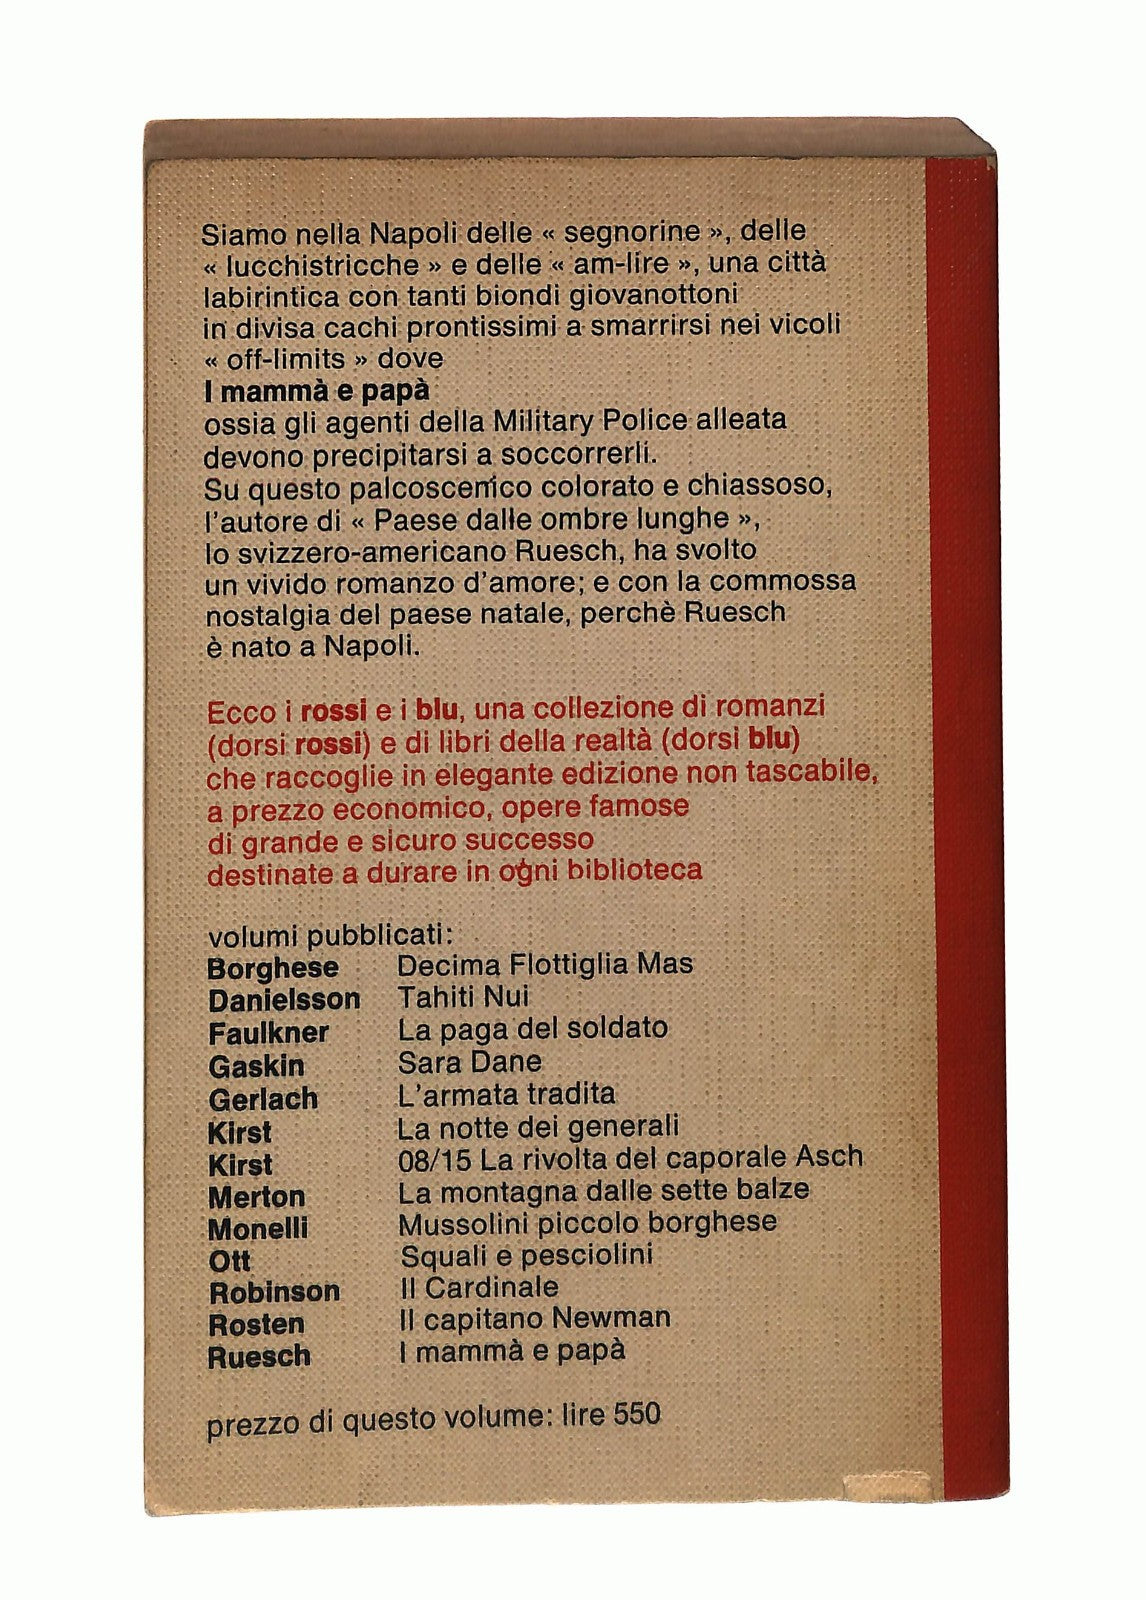 Siamo nella Napoli delle « segnorine », delle
« lucchistricche » e delle « am-lire », una città
labirintica con tanti biondi giovanottoni
in divisa cachi prontissimi a smarrirsi nei vicoli
« off-limits » dove
I mammà e papà
ossia gli agenti della Military Police alleata
devono precipitarsi a soccorrerli.
Su questo palcoscenico colorato e chiassoso,
l'autore di « Paese dalle ombre lunghe »,
lo svizzero-americano Ruesch, ha svolto
un vivido romanzo d'amore; e con la commossa
nostalgia del paese natale, perchè Ruesch
è nato a Napoli.
Ecco i rossi e i blu, una collezione di romanzi
(dorsi rossi) e di libri della realtà (dorsi blu)
che raccoglie in elegante edizione non tascabile,
a prezzo economico, opere famose
di grande e sicuro successo
destinate a durare in ogni biblioteca
volumi pubblicati:
Borghese Decima Flottiglia Mas
Danielsson Tahiti Nui
Faulkner La paga del soldato
Gaskin Sara Dane
Gerlach L'armata tradita
Kirst La notte dei generali
Kirst 08/15 La rivolta del caporale Asch
Merton La montagna dalle sette balze
Monelli Mussolini piccolo borghese
Ott Squali e pesciolini
Robinson Il Cardinale
Rosten Il capitano Newman
Ruesch I mammà e papà
prezzo di questo volume: lire 550